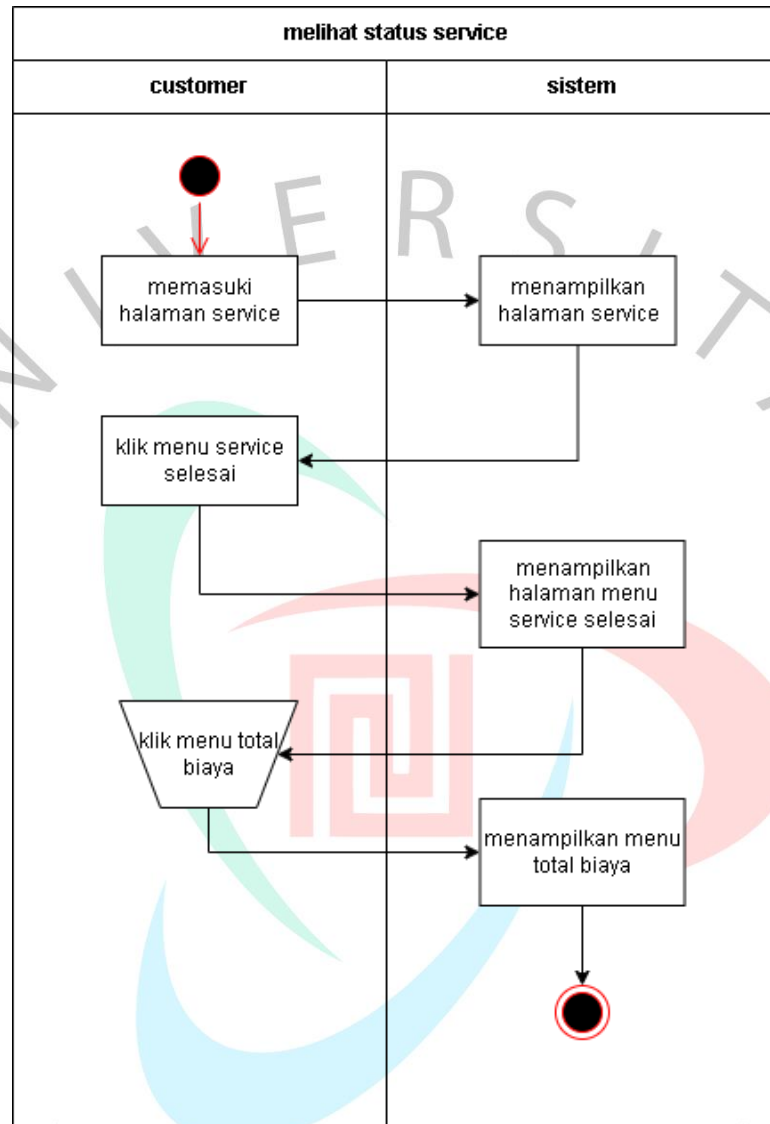 melihat status service
customer
sistem
UNIVERSITA
memasuki
halaman service
menampilkan
halaman service
klik menu service
selesai
menampilkan
halaman menu
service selesai
klik menu total
biaya
menampilkan menu
total biaya